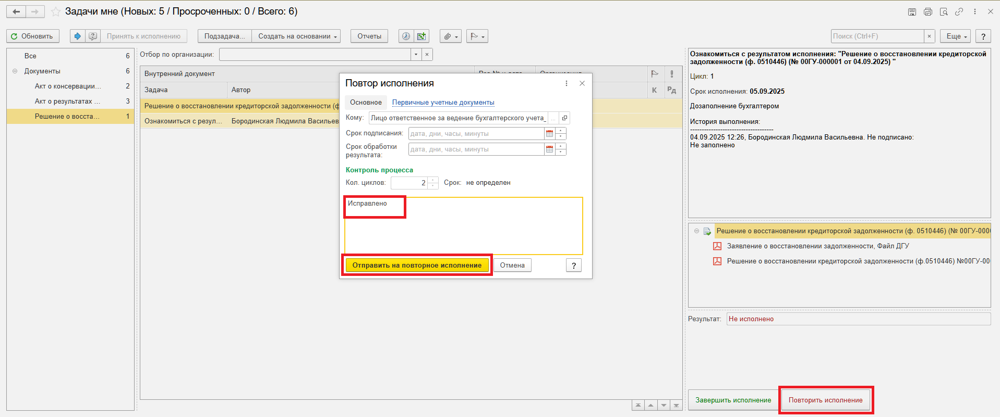 Задачи мне (Новых: 5 / Просроченных: 0 / Всего: 6)
Обновить
Принять к исполнению
Подзадача...
Создать на основании
Отчеты
Поиск (Ctrl+F)
×
Еще
?
Все 6
Документы 6
Акт о консервации... 2
Акт о результатах ... 3
Решение о восста... 1
Отбор по организации:
Внутренний документ
Задача
Автор
К
Рд
Решение о восстановлении кредиторской задолженности (ф
Ознакомиться с резул...
Бородинская Людмила Васильев
Повтор исполнения
Основное
Первичные учетные документы
Кому:
Лицо ответственное за ведение бухгалтерского учета_
...
Срок подписания:
дата, дни, часы, минуты
Срок обработки
результата:
дата, дни, часы, минуты
Контроль процесса
Кол. циклов: 2
Срок: не определен
Исправлено
Отправить на повторное исполнение
Отмена
?
Ознакомиться с результатом исполнения: "Решение о восстановлении кредиторской
задолженности (ф. 0510446) (№ 00ГУ-000001 от 04.09.2025) "
Цикл: 1
Срок исполнения: 05.09.2025
Дозаполнение бухгалтером
История выполнения:
------------------------------------
04.09.2025 12:26, Бородинская Людмила Васильевна. Не подписано:
Не заполнено
Решение о восстановлении кредиторской задолженности (ф. 0510446) (№ 00ГУ-000
Заявление о восстановлении задолженности, Файл ДГУ
Решение о восстановлении кредиторской задолженности (ф.0510446) №00ГУ-00
Результат: Не исполнено
Завершить исполнение
Повторить исполнение